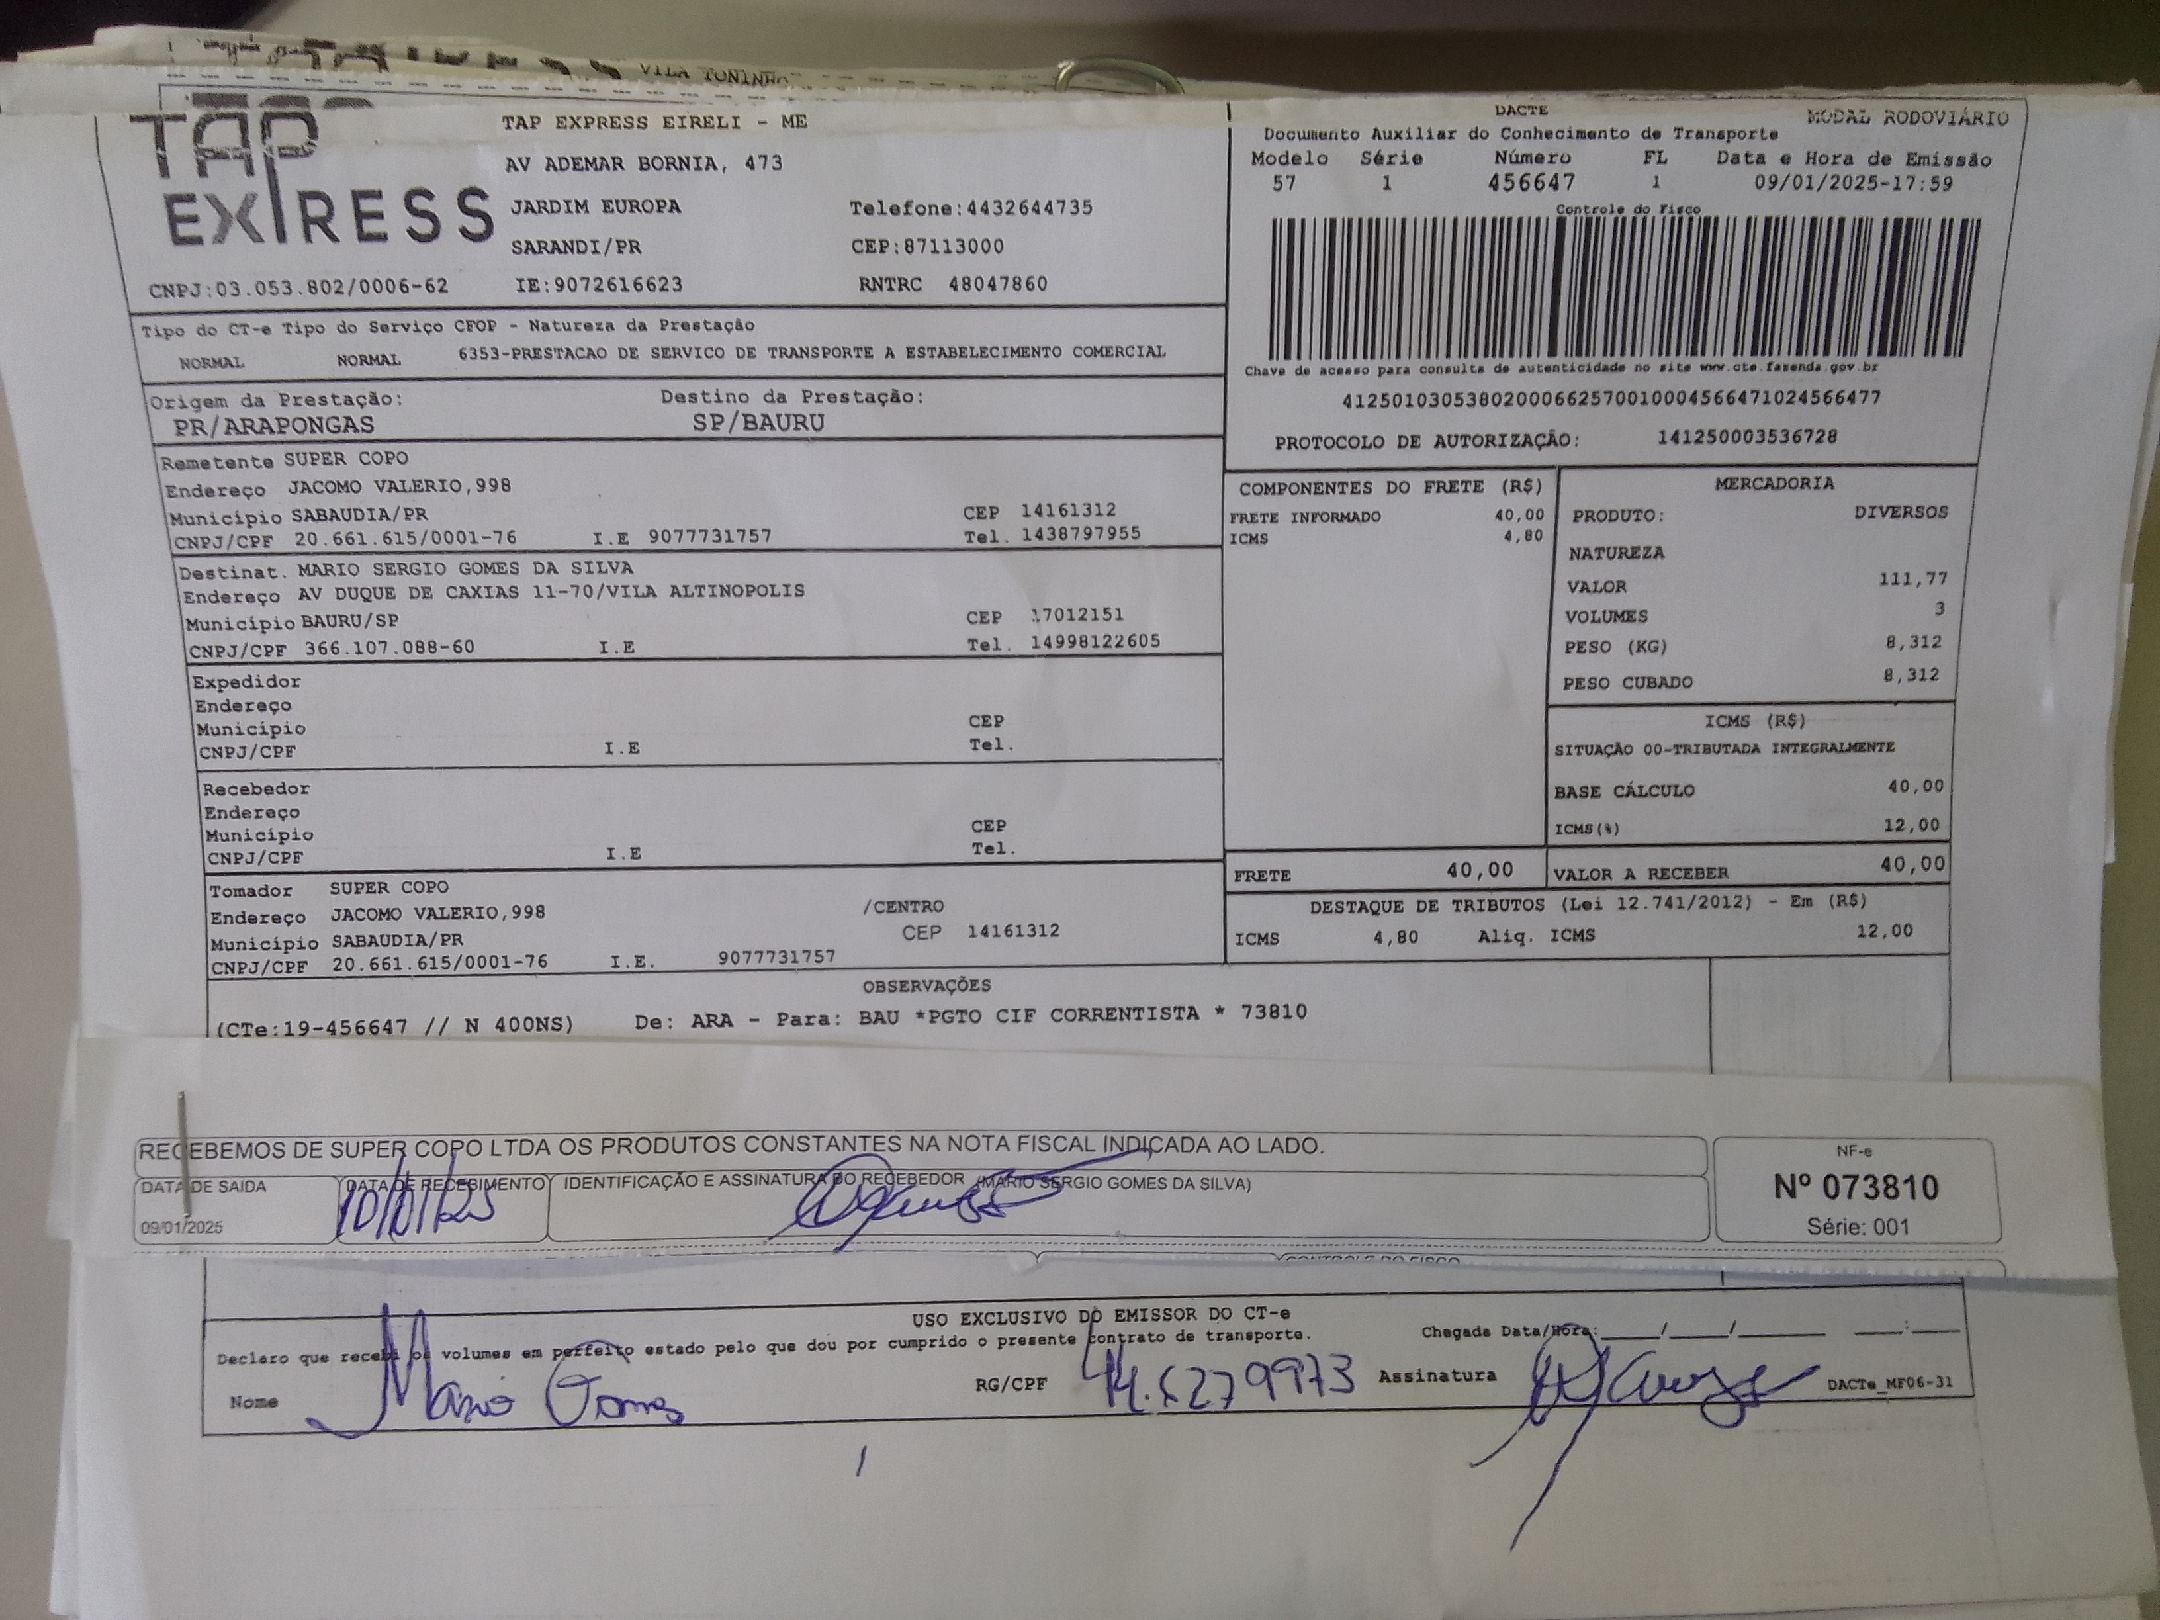 VILA TONINHO
TAP EXPRESS
TAP EXPRESS EIRELI - ME
AV ADEMAR BORNIA, 473
JARDIM EUROPA Telefone:4432644735
SARANDI/PR CEP:87113000
CNPJ:03.053.802/0006-62 IE:9072616623 RNTRC 48047860
DACTE MODAL RODOVIÁRIO
Documento Auxiliar do Conhecimento de Transporte
Modelo Série Número FL Data e Hora de Emissão
57 1 456647 1 09/01/2025-17:59
Controle do Fisco
Chave de acesso para consulta de autenticidade no site www.cte.fazenda.gov.br
41250103053802000662570010004566471024566477
PROTOCOLO DE AUTORIZAÇÃO: 141250003536728
Tipo do CT-e Tipo do Serviço CFOP - Natureza da Prestação
NORMAL NORMAL 6353-PRESTACAO DE SERVICO DE TRANSPORTE A ESTABELECIMENTO COMERCIAL
Origem da Prestação: Destino da Prestação:
PR/ARAPONGAS SP/BAURU
Remetente SUPER COPO
Endereço JACOMO VALERIO,998
Município SABAUDIA/PR CEP 14161312
CNPJ/CPF 20.661.615/0001-76 I.E 9077731757 Tel. 1438797955
Destinat. MARIO SERGIO GOMES DA SILVA
Endereço AV DUQUE DE CAXIAS 11-70/VILA ALTINOPOLIS
Município BAURU/SP CEP 17012151
CNPJ/CPF 366.107.088-60 I.E Tel. 14998122605
Expedidor
Endereço
Município CEP
CNPJ/CPF I.E Tel.
Recebedor
Endereço
Município CEP
CNPJ/CPF I.E Tel.
Tomador SUPER COPO
Endereço JACOMO VALERIO,998 /CENTRO
Município SABAUDIA/PR CEP 14161312
CNPJ/CPF 20.661.615/0001-76 I.E. 9077731757
COMPONENTES DO FRETE (R$)
FRETE INFORMADO 40,00
ICMS 4,80
MERCADORIA
PRODUTO: DIVERSOS
NATUREZA
VALOR 111,77
VOLUMES 3
PESO (KG) 8,312
PESO CUBADO 8,312
ICMS (R$)
SITUAÇÃO 00-TRIBUTADA INTEGRALMENTE
BASE CÁLCULO 40,00
ICMS(%) 12,00
FRETE 40,00 VALOR A RECEBER 40,00
DESTAQUE DE TRIBUTOS (Lei 12.741/2012) - Em (R$)
ICMS 4,80 Aliq. ICMS 12,00
OBSERVAÇÕES
(CTe:19-456647 // N 400NS) De: ARA - Para: BAU *PGTO CIF CORRENTISTA * 73810
RECEBEMOS DE SUPER COPO LTDA OS PRODUTOS CONSTANTES NA NOTA FISCAL INDICADA AO LADO.
DATA DE SAIDA DATA DE RECEBIMENTO IDENTIFICAÇÃO E ASSINATURA DO RECEBEDOR (MARIO SERGIO GOMES DA SILVA)
09/01/2025 10/01/25
NF-e
Nº 073810
Série: 001
CONTROLE DO FISCO
USO EXCLUSIVO DO EMISSOR DO CT-e
Declaro que recebi os volumes em perfeito estado pelo que dou por cumprido o presente contrato de transporte. Chegada Data/Hora:____/____/______ ___:___
Nome Mario Gomes RG/CPF Assinatura DACTe_MF06-31